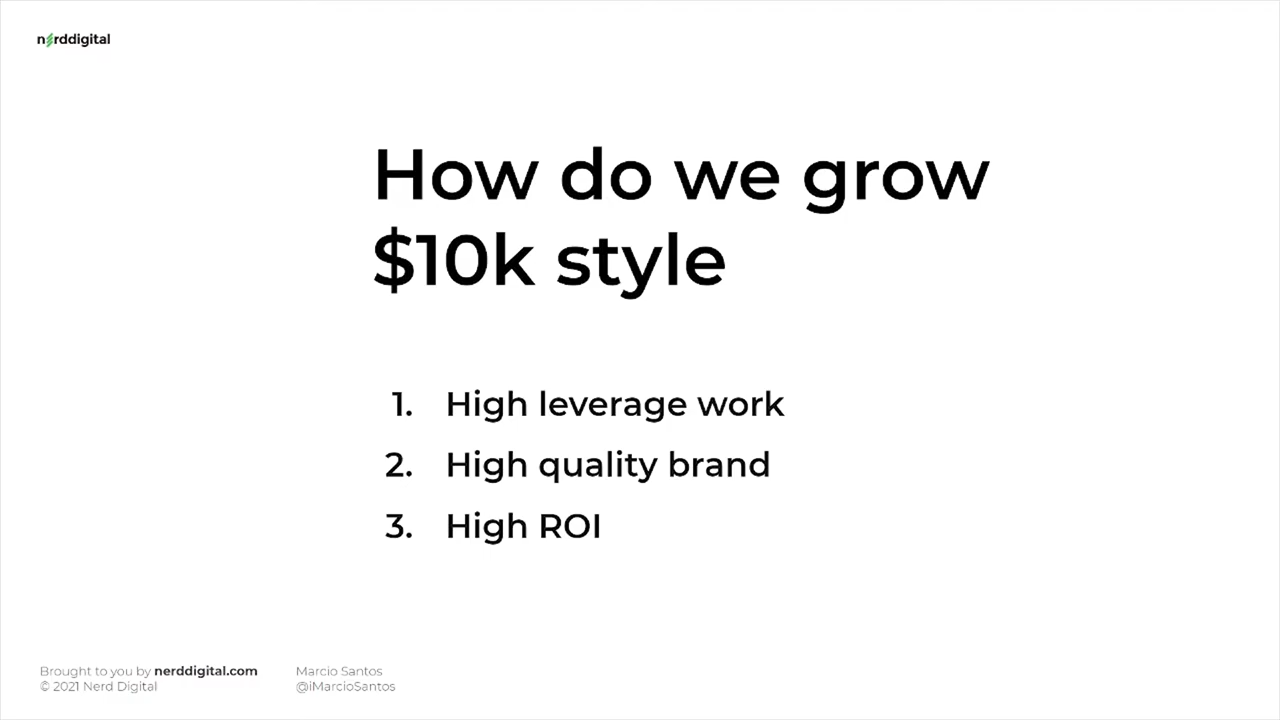 nerddigital
How do we grow
$10k style
1. High leverage work
2. High quality brand
3. High ROI
Brought to you by nerddigital.com
© 2021 Nerd Digital
Marcio Santos
@iMarcioSantos